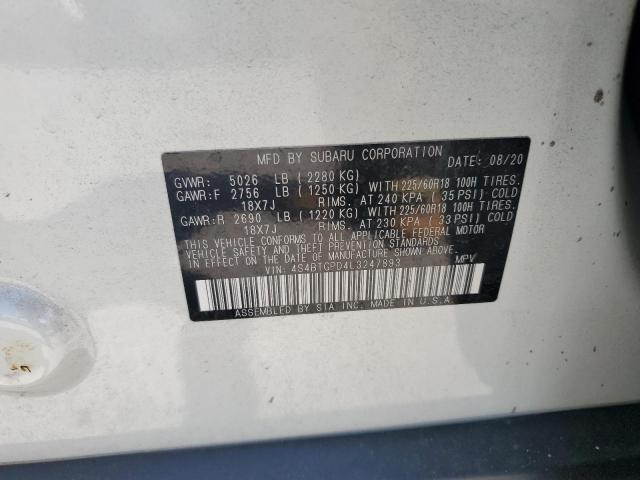 MFD BY SUBARU CORPORATION DATE: 08/20
GVWR: 5026 LB (2280 KG)
GAWR:F 2756 LB (1250 KG) WITH 225/60R18 100H TIRES.
18X7J RIMS. AT 240 KPA (35 PSI) COLD
GAWR:R 2690 LB (1220 KG) WITH 225/60R18 100H TIRES.
18X7J RIMS. AT 230 KPA (33 PSI) COLD
THIS VEHICLE CONFORMS TO ALL APPLICABLE FEDERAL MOTOR
VEHICLE SAFETY AND THEFT PREVENTION STANDARDS
IN EFFECT ON THE DATE OF MANUFACTURE SHOWN ABOVE.
VIN: 4S4BTGPD4L3247893 MPV
ASSEMBLED BY SIA INC. MADE IN U.S.A.